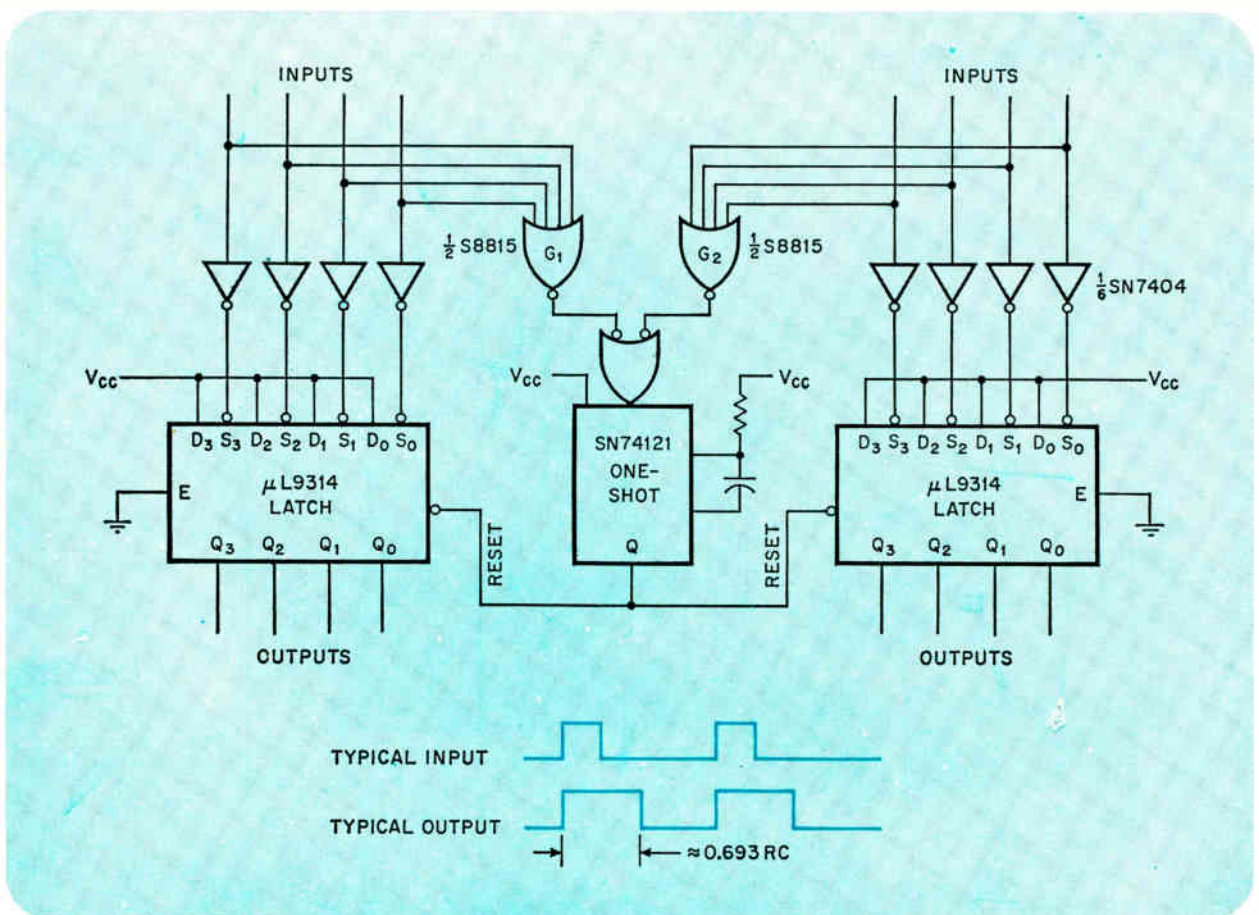 INPUTS
INPUTS
½ S8815
G₁
G₂
½ S8815
⅙ SN7404
VCC
VCC
VCC
VCC
D₃ S₃ D₂ S₂ D₁ S₁ D₀ S₀
μL9314
LATCH
E
Q₃ Q₂ Q₁ Q₀
RESET
OUTPUTS
SN74121
ONE-
SHOT
Q
D₃ S₃ D₂ S₂ D₁ S₁ D₀ S₀
μL9314
LATCH
E
Q₃ Q₂ Q₁ Q₀
RESET
OUTPUTS
TYPICAL INPUT
TYPICAL OUTPUT
≈0.693 RC